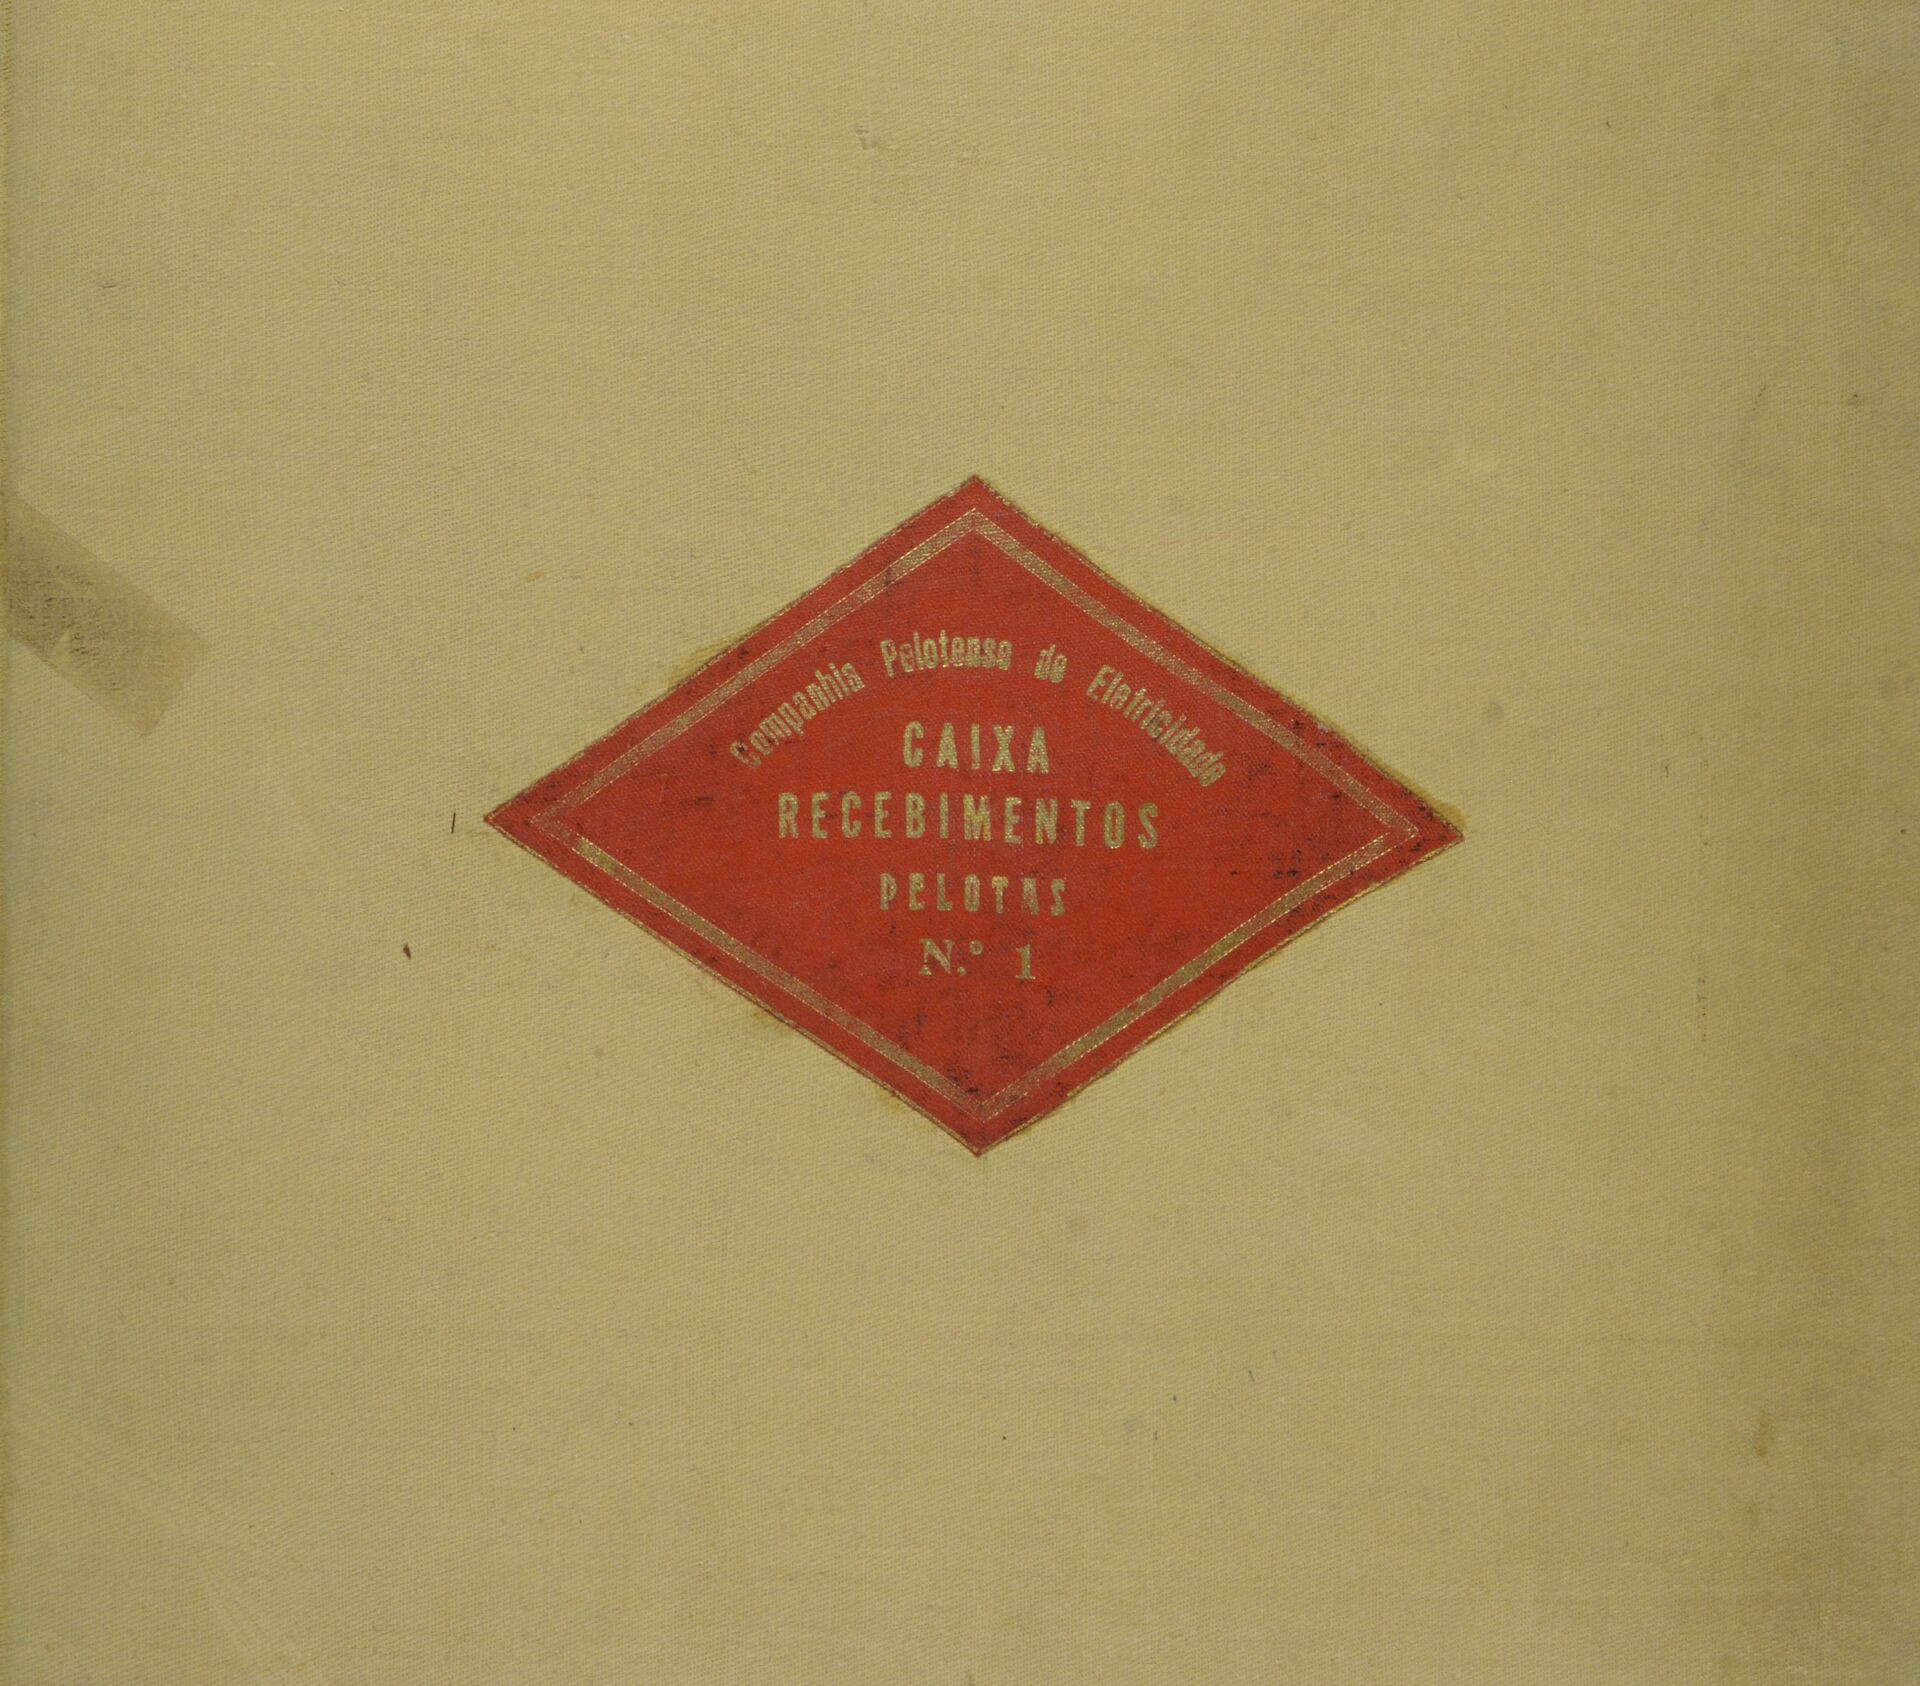 Companhia Pelotense de Eletricidade
CAIXA
RECEBIMENTOS
PELOTAS
N.º 1